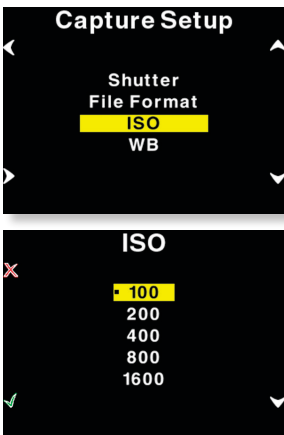 Capture Setup
Shutter
File Format
ISO
WB
ISO
100
200
400
800
1600